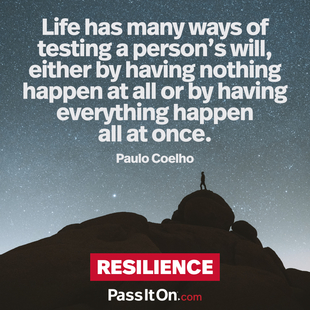 Life has many ways of
testing a person's will,
either by having nothing
happen at all or by having
everything happen
all at once.
Paulo Coelho
RESILIENCE
PassItOn.com